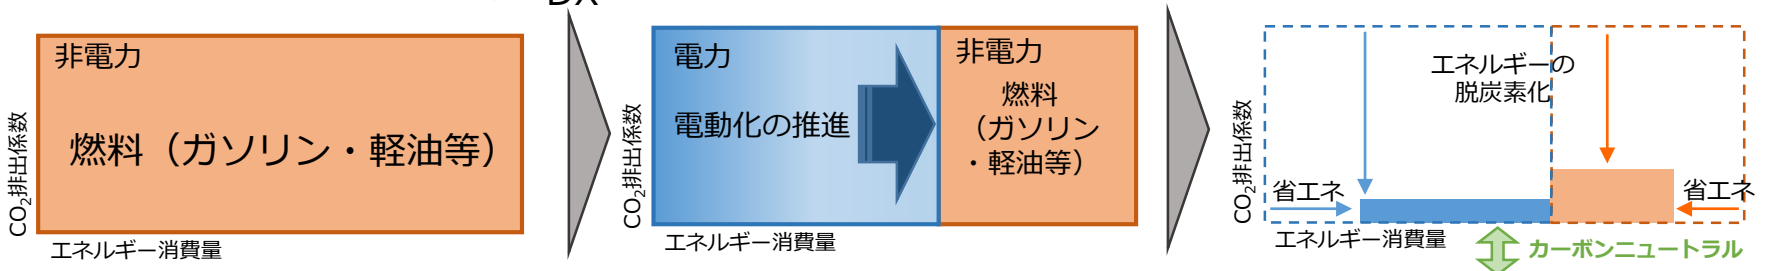 DX
非電力
燃料（ガソリン・軽油等）
CO₂排出係数
エネルギー消費量
電力
電動化の推進
非電力
燃料
（ガソリン
・軽油等）
CO₂排出係数
エネルギー消費量
エネルギーの
脱炭素化
省エネ
省エネ
CO₂排出係数
エネルギー消費量
カーボンニュートラル